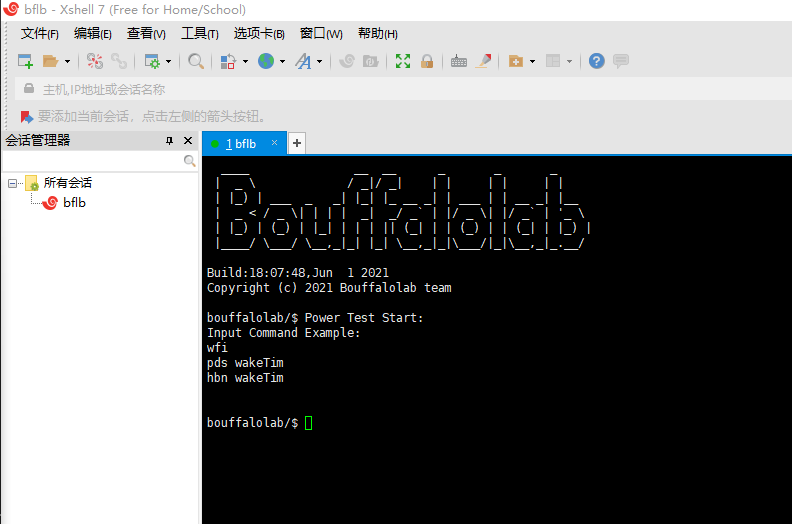 bflb - Xshell 7 (Free for Home/School)
文件(F) 编辑(E) 查看(V) 工具(T) 选项卡(B) 窗口(W) 帮助(H)
主机,IP地址或会话名称
要添加当前会话，点击左侧的箭头按钮。
会话管理器
1 bflb
所有会话
bflb
Bouffalolab
Build:18:07:48,Jun  1 2021
Copyright (c) 2021 Bouffalolab team
bouffalolab/$ Power Test Start:
Input Command Example:
wfi
pds wakeTim
hbn wakeTim
bouffalolab/$